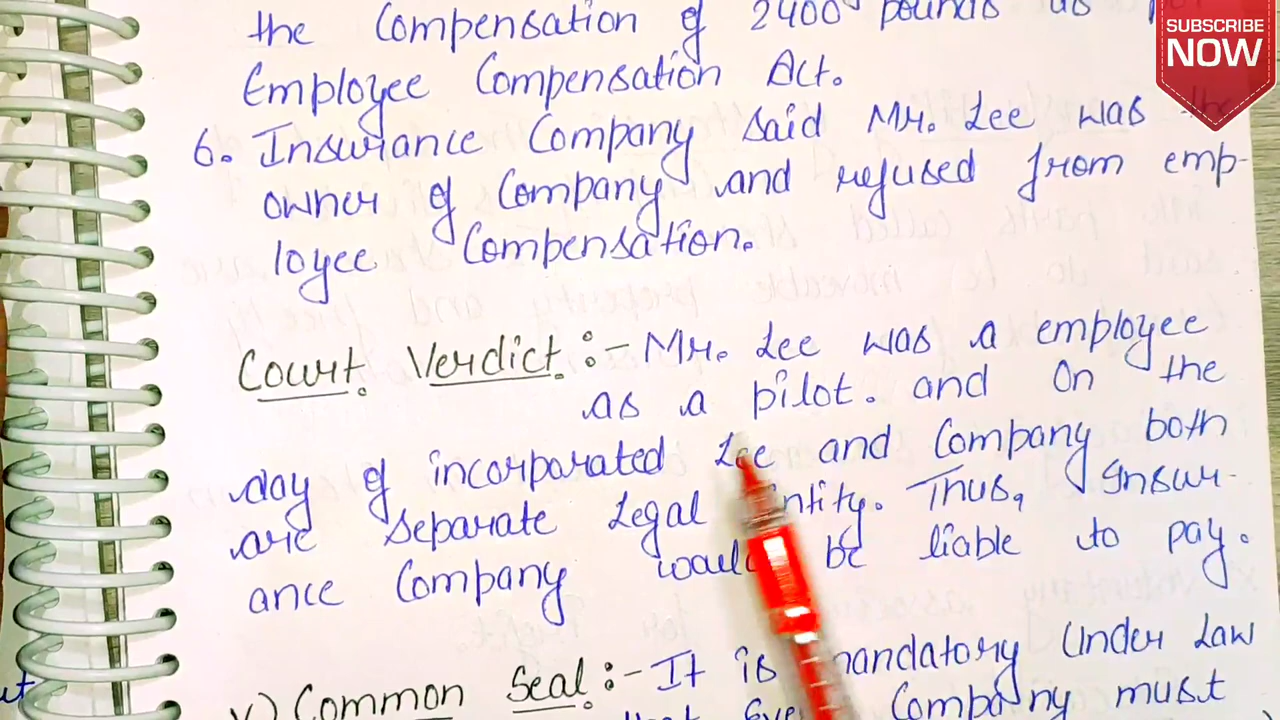 the Compensation of 2400 pounds as
Employee Compensation Act.
6. Insurance Company said Mr. Lee was the
owner of Company and refused from emp-
loyee Compensation.
Court. Verdict. :- Mr. Lee was a employee
as a pilot. and On the
day of incorporated Lee and Company both
are separate Legal entity. Thus, Insur-
ance Company would be liable to pay.
v) Common Seal :- It is mandatory Under Law
that Every Company must
SUBSCRIBE
NOW